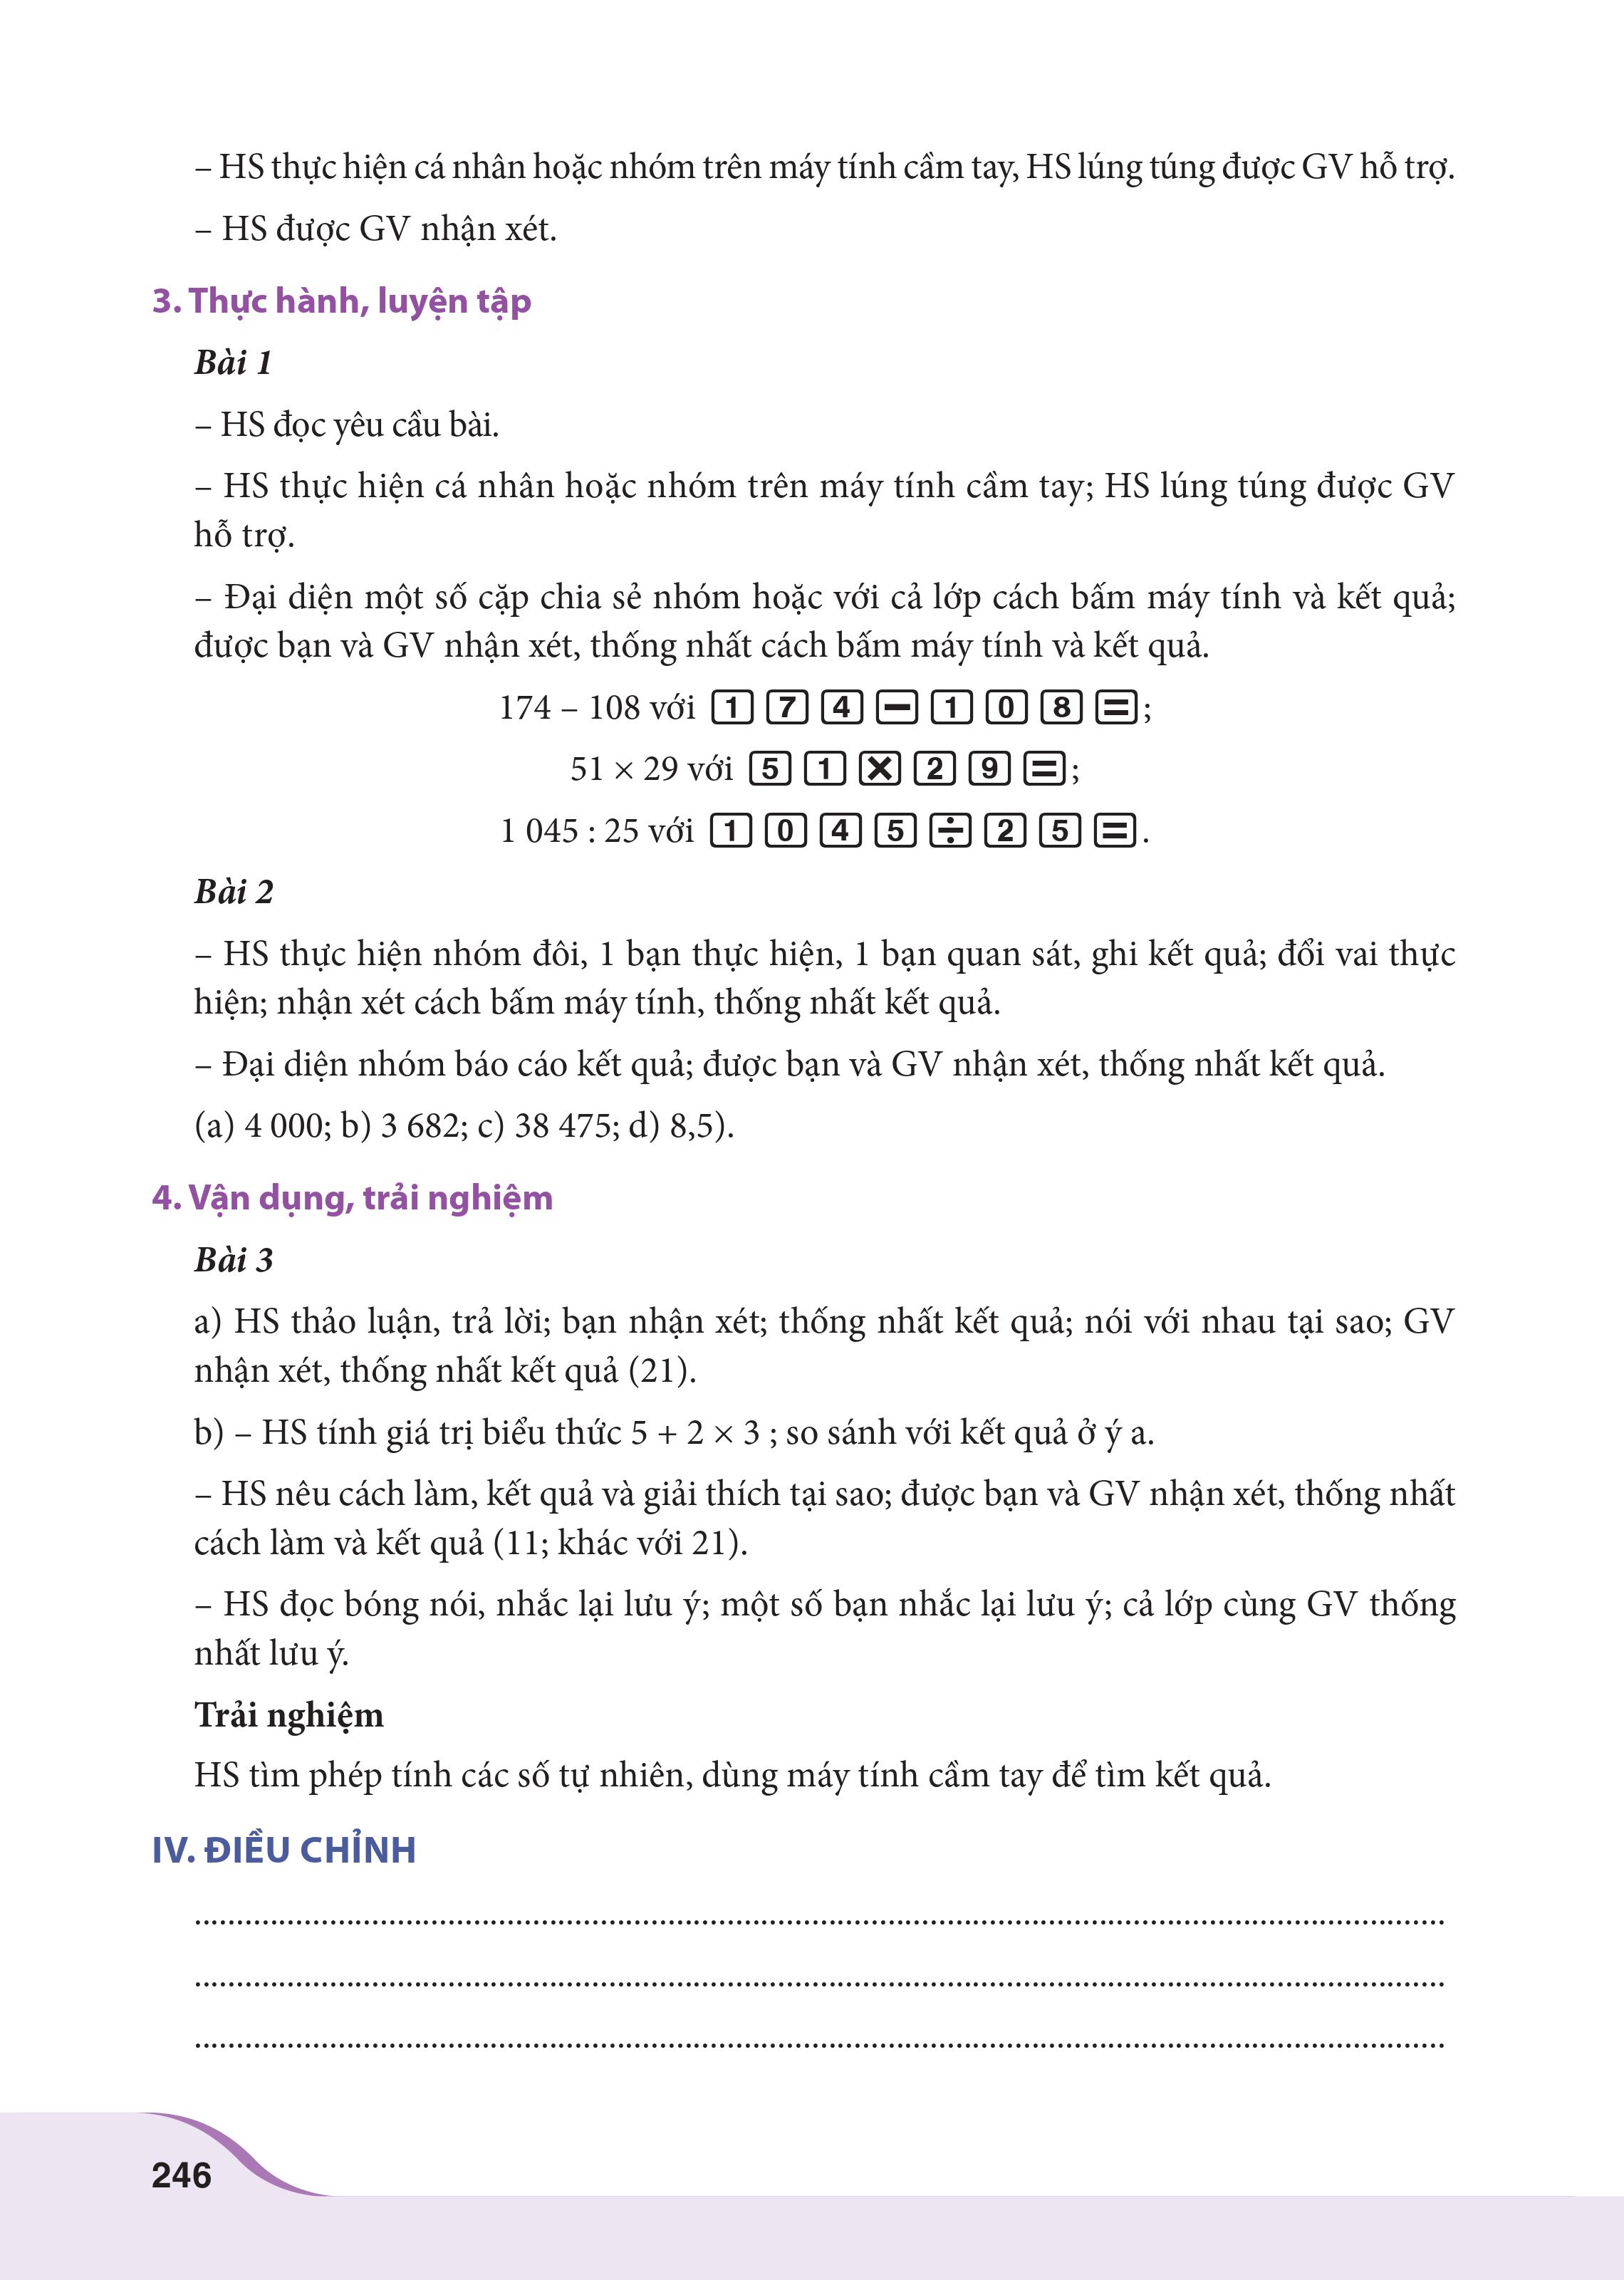 – HS thực hiện cá nhân hoặc nhóm trên máy tính cầm tay, HS lúng túng được GV hỗ trợ.
– HS được GV nhận xét.
3. Thực hành, luyện tập
Bài 1
– HS đọc yêu cầu bài.
– HS thực hiện cá nhân hoặc nhóm trên máy tính cầm tay; HS lúng túng được GV
hỗ trợ.
– Đại diện một số cặp chia sẻ nhóm hoặc với cả lớp cách bấm máy tính và kết quả;
được bạn và GV nhận xét, thống nhất cách bấm máy tính và kết quả.
174 – 108 với 1 7 4 – 1 0 8 = ;
51 × 29 với 5 1 × 2 9 = ;
1 045 : 25 với 1 0 4 5 ÷ 2 5 = .
Bài 2
– HS thực hiện nhóm đôi, 1 bạn thực hiện, 1 bạn quan sát, ghi kết quả; đổi vai thực
hiện; nhận xét cách bấm máy tính, thống nhất kết quả.
– Đại diện nhóm báo cáo kết quả; được bạn và GV nhận xét, thống nhất kết quả.
(a) 4 000; b) 3 682; c) 38 475; d) 8,5).
4. Vận dụng, trải nghiệm
Bài 3
a) HS thảo luận, trả lời; bạn nhận xét; thống nhất kết quả; nói với nhau tại sao; GV
nhận xét, thống nhất kết quả (21).
b) – HS tính giá trị biểu thức 5 + 2 × 3 ; so sánh với kết quả ở ý a.
– HS nêu cách làm, kết quả và giải thích tại sao; được bạn và GV nhận xét, thống nhất
cách làm và kết quả (11; khác với 21).
– HS đọc bóng nói, nhắc lại lưu ý; một số bạn nhắc lại lưu ý; cả lớp cùng GV thống
nhất lưu ý.
Trải nghiệm
HS tìm phép tính các số tự nhiên, dùng máy tính cầm tay để tìm kết quả.
IV. ĐIỀU CHỈNH
246